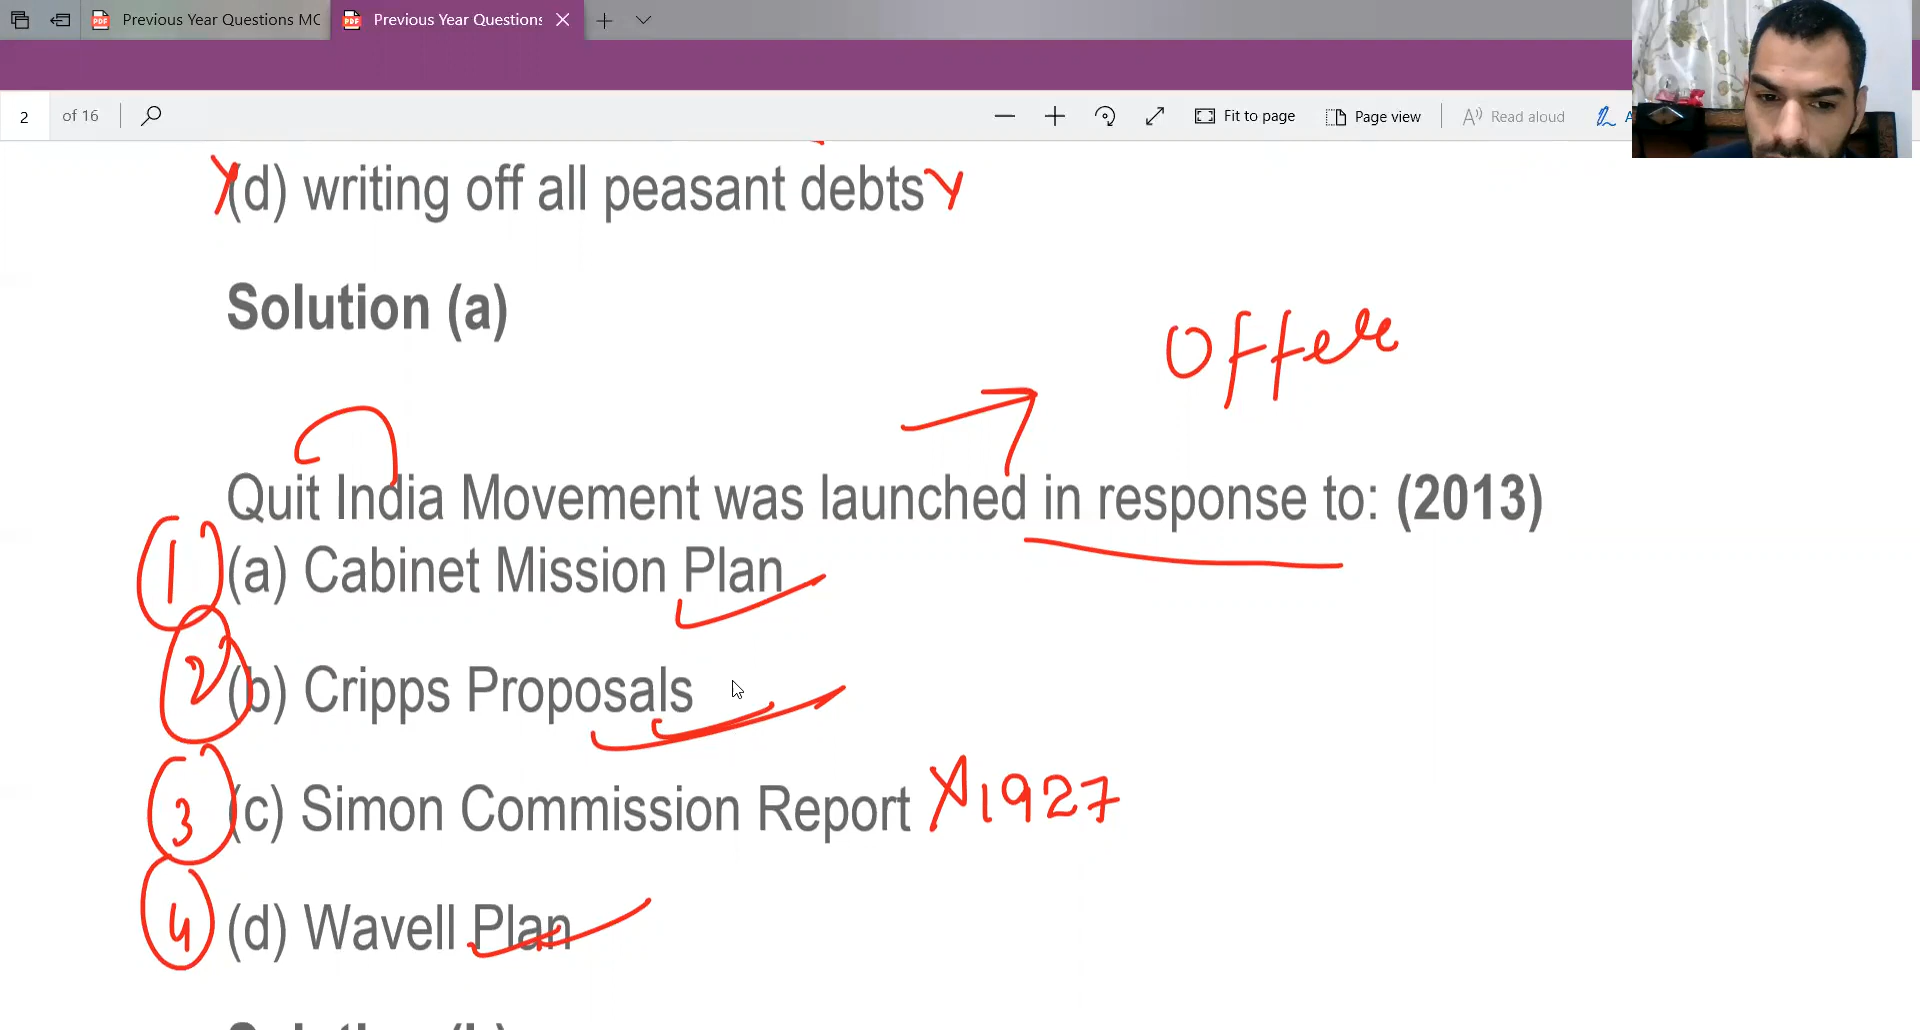 Previous Year Questions MC Previous Year Questions
2 of 16 Fit to page Page view Read aloud
(d) writing off all peasant debts
Solution (a)
Offer
Quit India Movement was launched in response to: (2013)
1 (a) Cabinet Mission Plan
2 (b) Cripps Proposals
3 (c) Simon Commission Report X 1927
4 (d) Wavell Plan